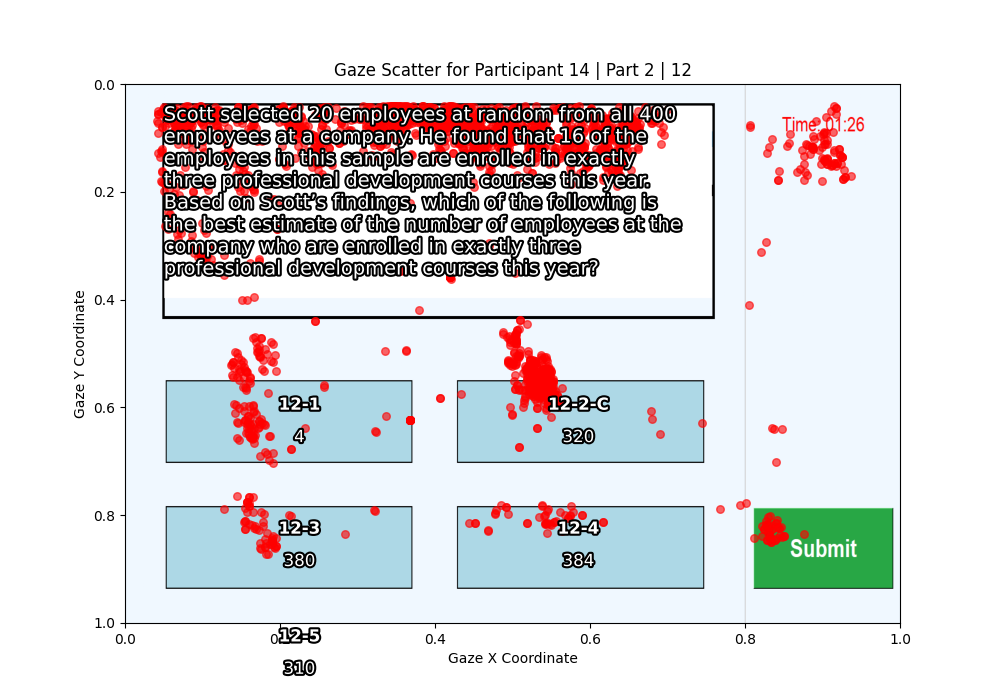 Gaze Scatter for Participant 14 | Part 2 | 12
Scott selected 20 employees at random from all 400
employees at a company. He found that 16 of the
employees in this sample are enrolled in exactly
three professional development courses this year.
Based on Scott's findings, which of the following is
the best estimate of the number of employees at the
company who are enrolled in exactly three
professional development courses this year?
Time: 01:26
12-1
4
12-2-C
320
12-3
380
12-4
384
12-5
310
Submit
Gaze Y Coordinate
0.0
0.2
0.4
0.6
0.8
1.0
0.0 0.2 0.4 0.6 0.8 1.0
Gaze X Coordinate